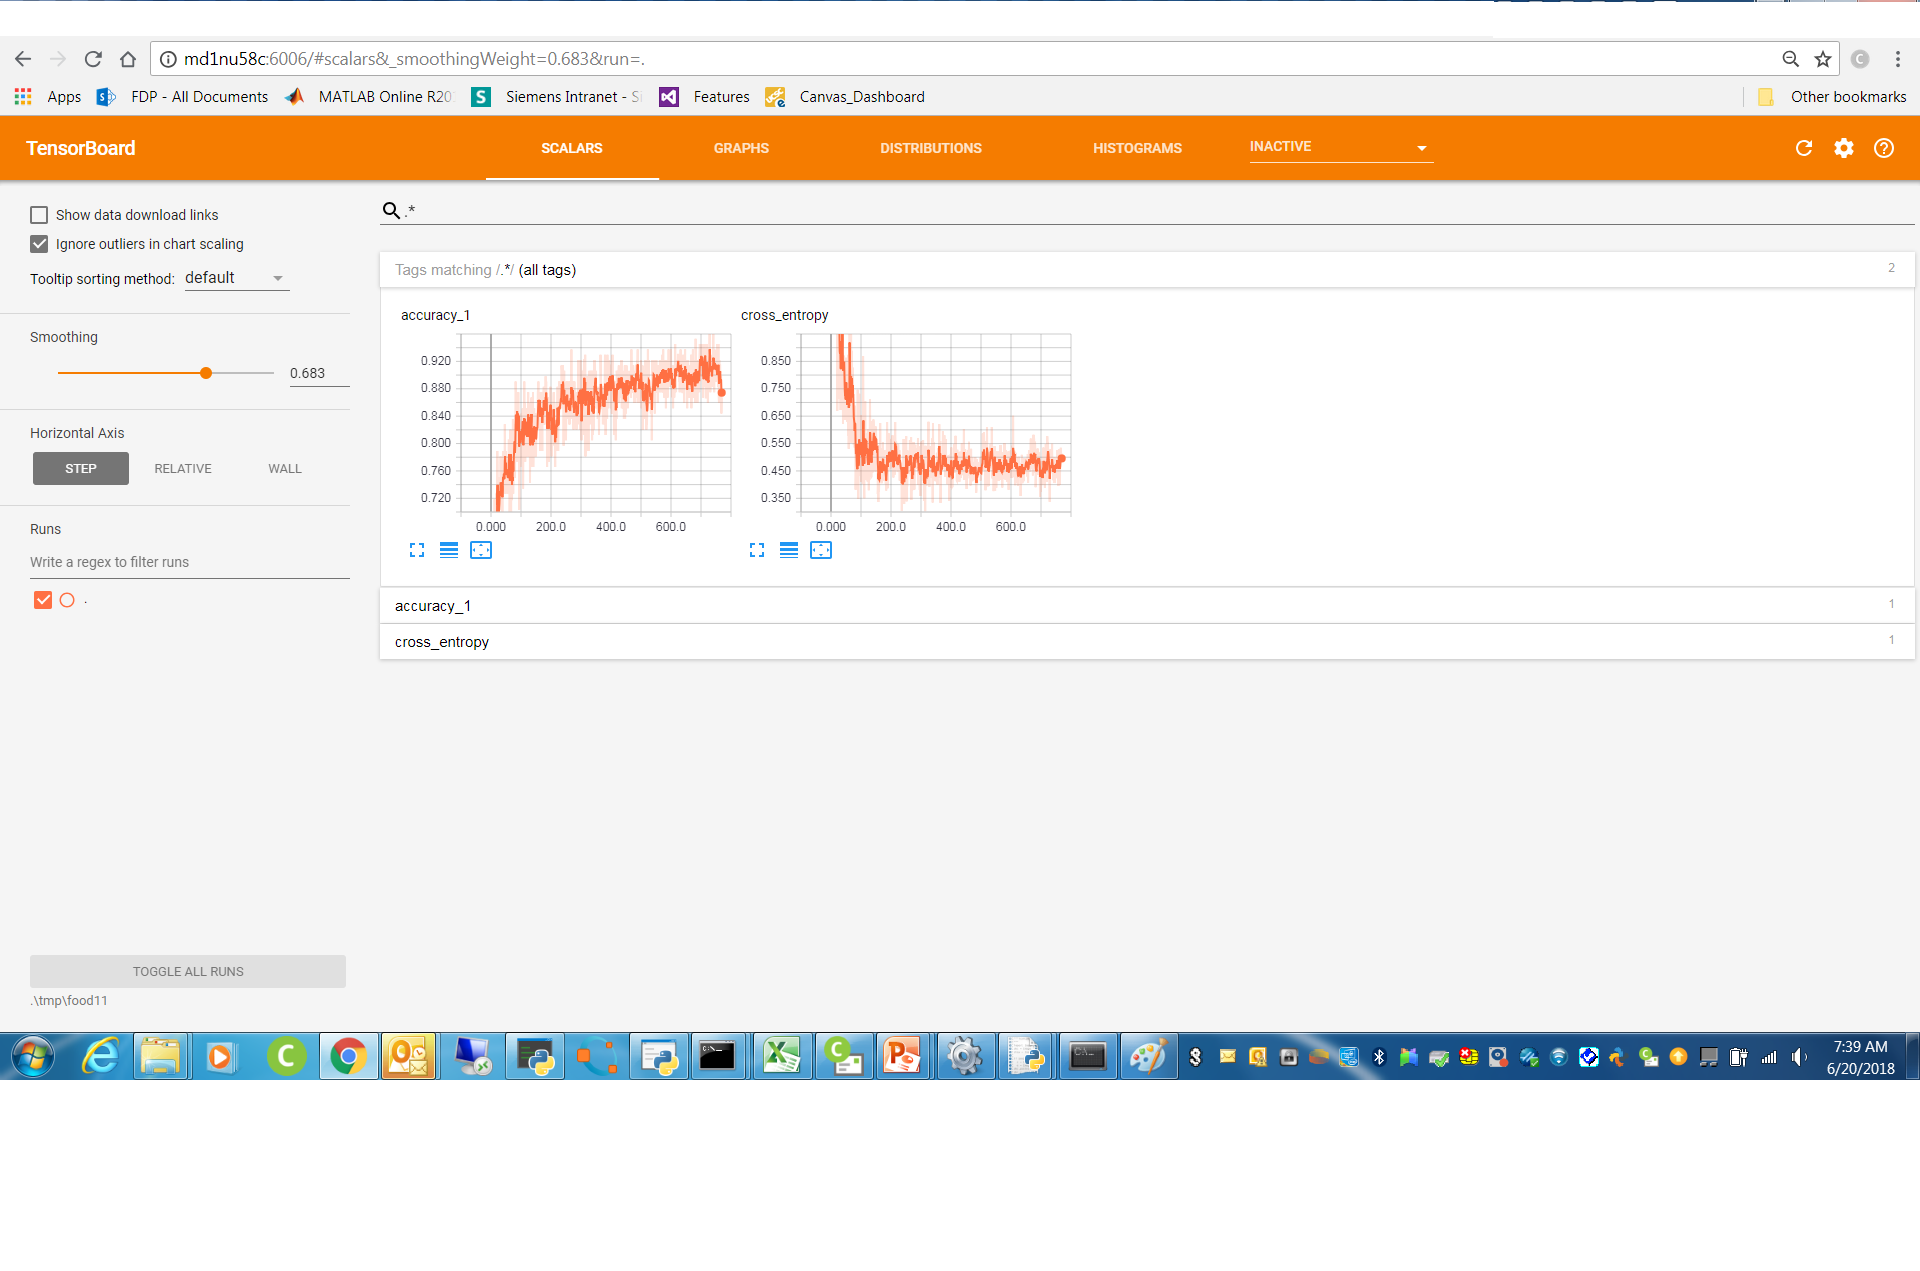 md1nu58c:6006/#scalars&_smoothingWeight=0.683&run=.
Apps FDP - All Documents MATLAB Online R20 Siemens Intranet - Si Features Canvas_Dashboard Other bookmarks
TensorBoard SCALARS GRAPHS DISTRIBUTIONS HISTOGRAMS INACTIVE
Show data download links
Ignore outliers in chart scaling
Tooltip sorting method: default
Smoothing
0.683
Horizontal Axis
STEP RELATIVE WALL
Runs
Write a regex to filter runs
.
TOGGLE ALL RUNS
.\tmp\food11
.*
Tags matching /.*/ (all tags) 2
accuracy_1
0.920
0.880
0.840
0.800
0.760
0.720
0.000 200.0 400.0 600.0
cross_entropy
0.850
0.750
0.650
0.550
0.450
0.350
0.000 200.0 400.0 600.0
accuracy_1 1
cross_entropy 1
7:39 AM
6/20/2018